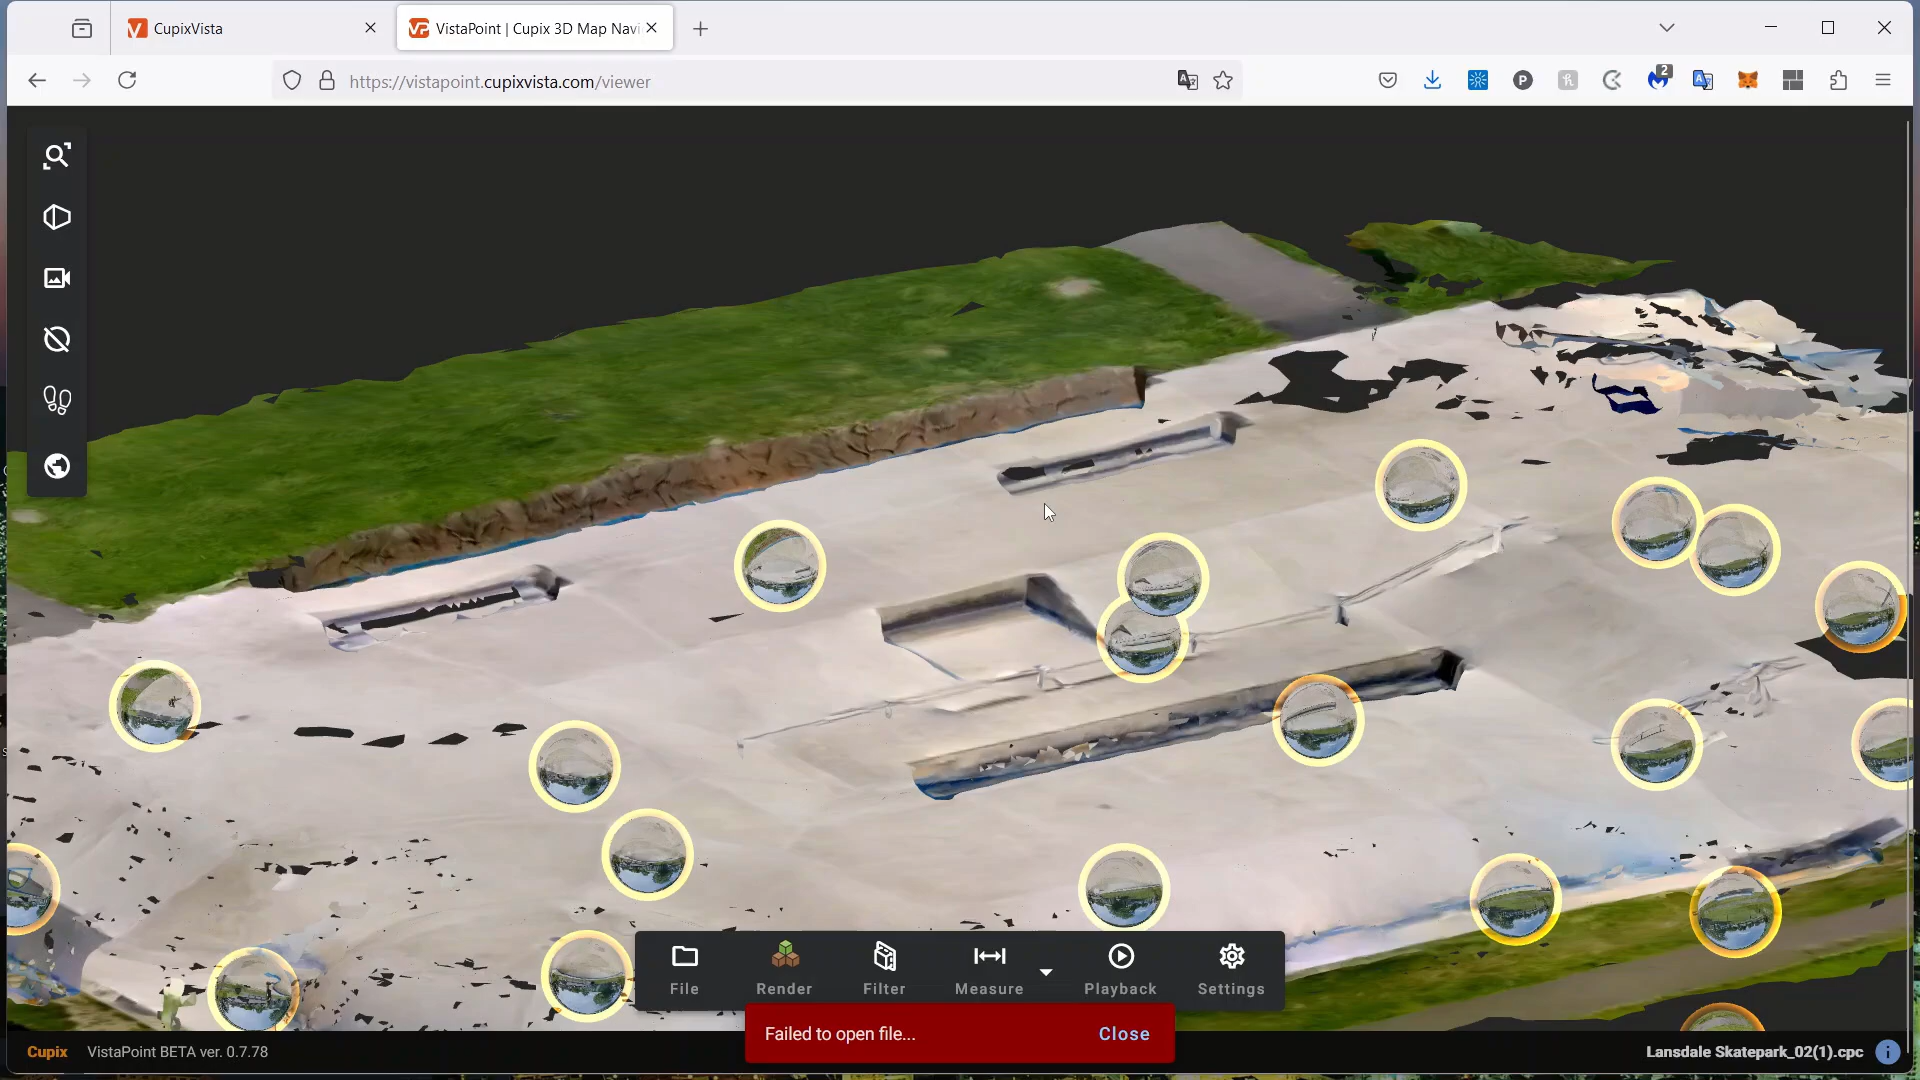 CupixVista
VistaPoint | Cupix 3D Map Navi
https://vistapoint.cupixvista.com/viewer
2
File
Render
Filter
Measure
Playback
Settings
Failed to open file...
Close
Cupix
VistaPoint BETA ver. 0.7.78
Lansdale Skatepark_02(1).cpc